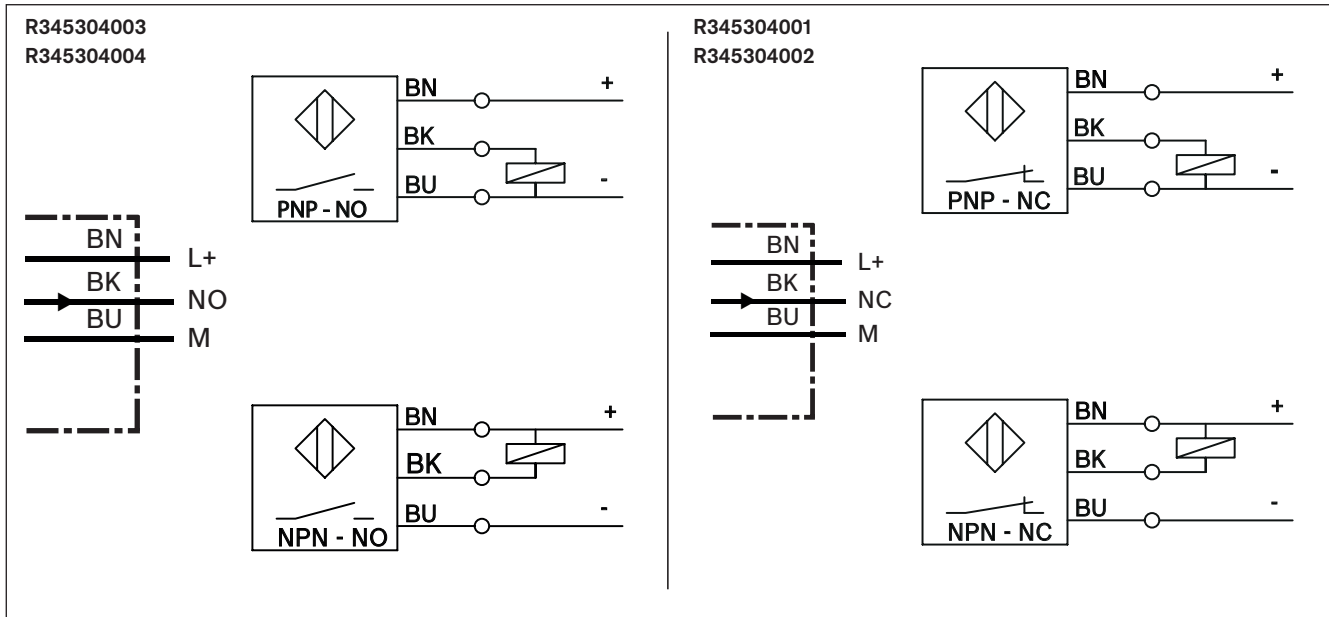 R345304003
R345304004
BN +
BK
BU -
PNP - NO
BN L+
BK NO
BU M
BN +
BK
BU -
NPN - NO
R345304001
R345304002
BN +
BK
BU -
PNP - NC
BN L+
BK NC
BU M
BN +
BK
BU -
NPN - NC